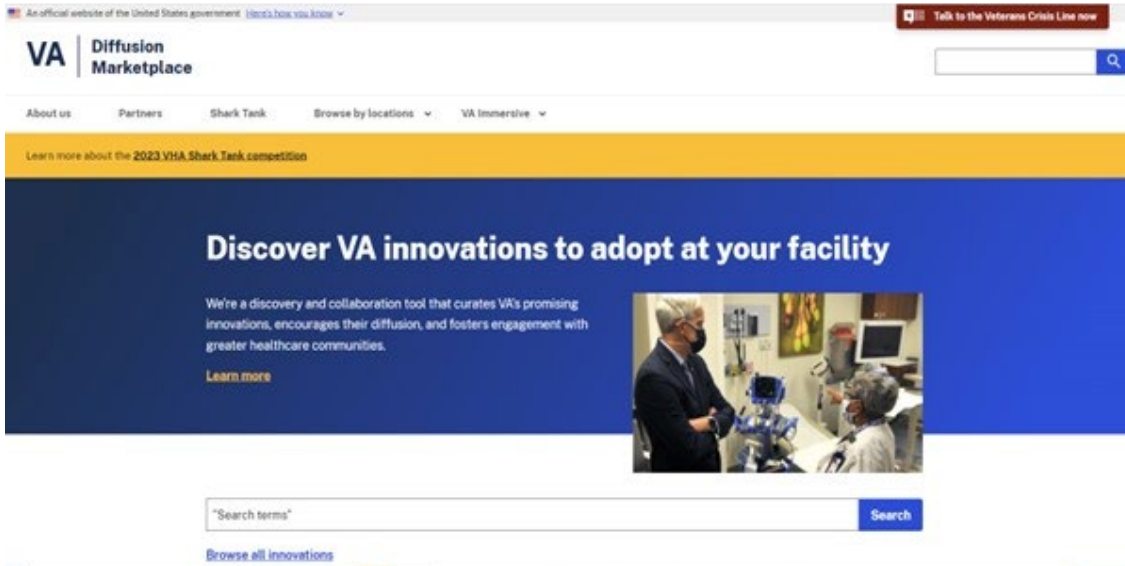 An official website of the United States government Here's how you know
Talk to the Veterans Crisis Line now
VA
Diffusion
Marketplace
About us Partners Shark Tank Browse by locations VA Immersive
Learn more about the 2023 VHA Shark Tank competition
Discover VA innovations to adopt at your facility
We're a discovery and collaboration tool that curates VA's promising
innovations, encourages their diffusion, and fosters engagement with
greater healthcare communities.
Learn more
"Search terms"
Search
Browse all innovations